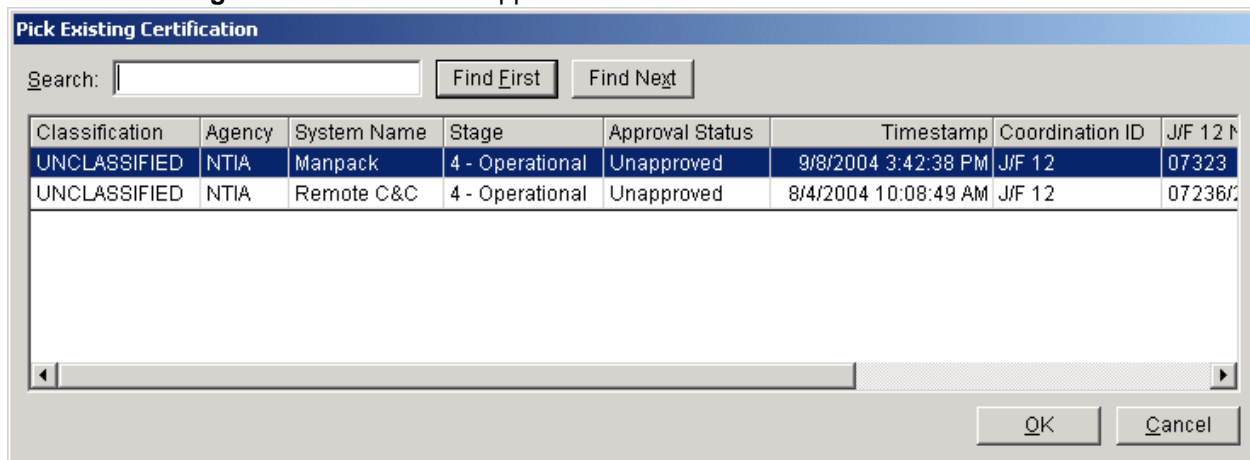 Pick Existing Certification
Search: Find First Find Next
Classification Agency System Name Stage Approval Status Timestamp Coordination ID J/F 12
UNCLASSIFIED NTIA Manpack 4 - Operational Unapproved 9/8/2004 3:42:38 PM J/F 12 07323
UNCLASSIFIED NTIA Remote C&C 4 - Operational Unapproved 8/4/2004 10:08:49 AM J/F 12 07236/
OK Cancel